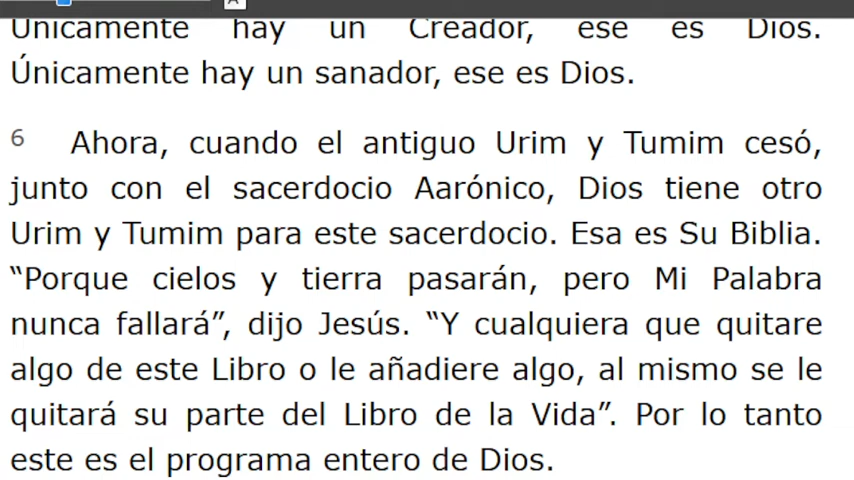 Únicamente hay un Creador, ese es Dios.
Únicamente hay un sanador, ese es Dios.
6 Ahora, cuando el antiguo Urim y Tumim cesó,
junto con el sacerdocio Aarónico, Dios tiene otro
Urim y Tumim para este sacerdocio. Esa es Su Biblia.
“Porque cielos y tierra pasarán, pero Mi Palabra
nunca fallará”, dijo Jesús. “Y cualquiera que quitare
algo de este Libro o le añadiere algo, al mismo se le
quitará su parte del Libro de la Vida”. Por lo tanto
este es el programa entero de Dios.